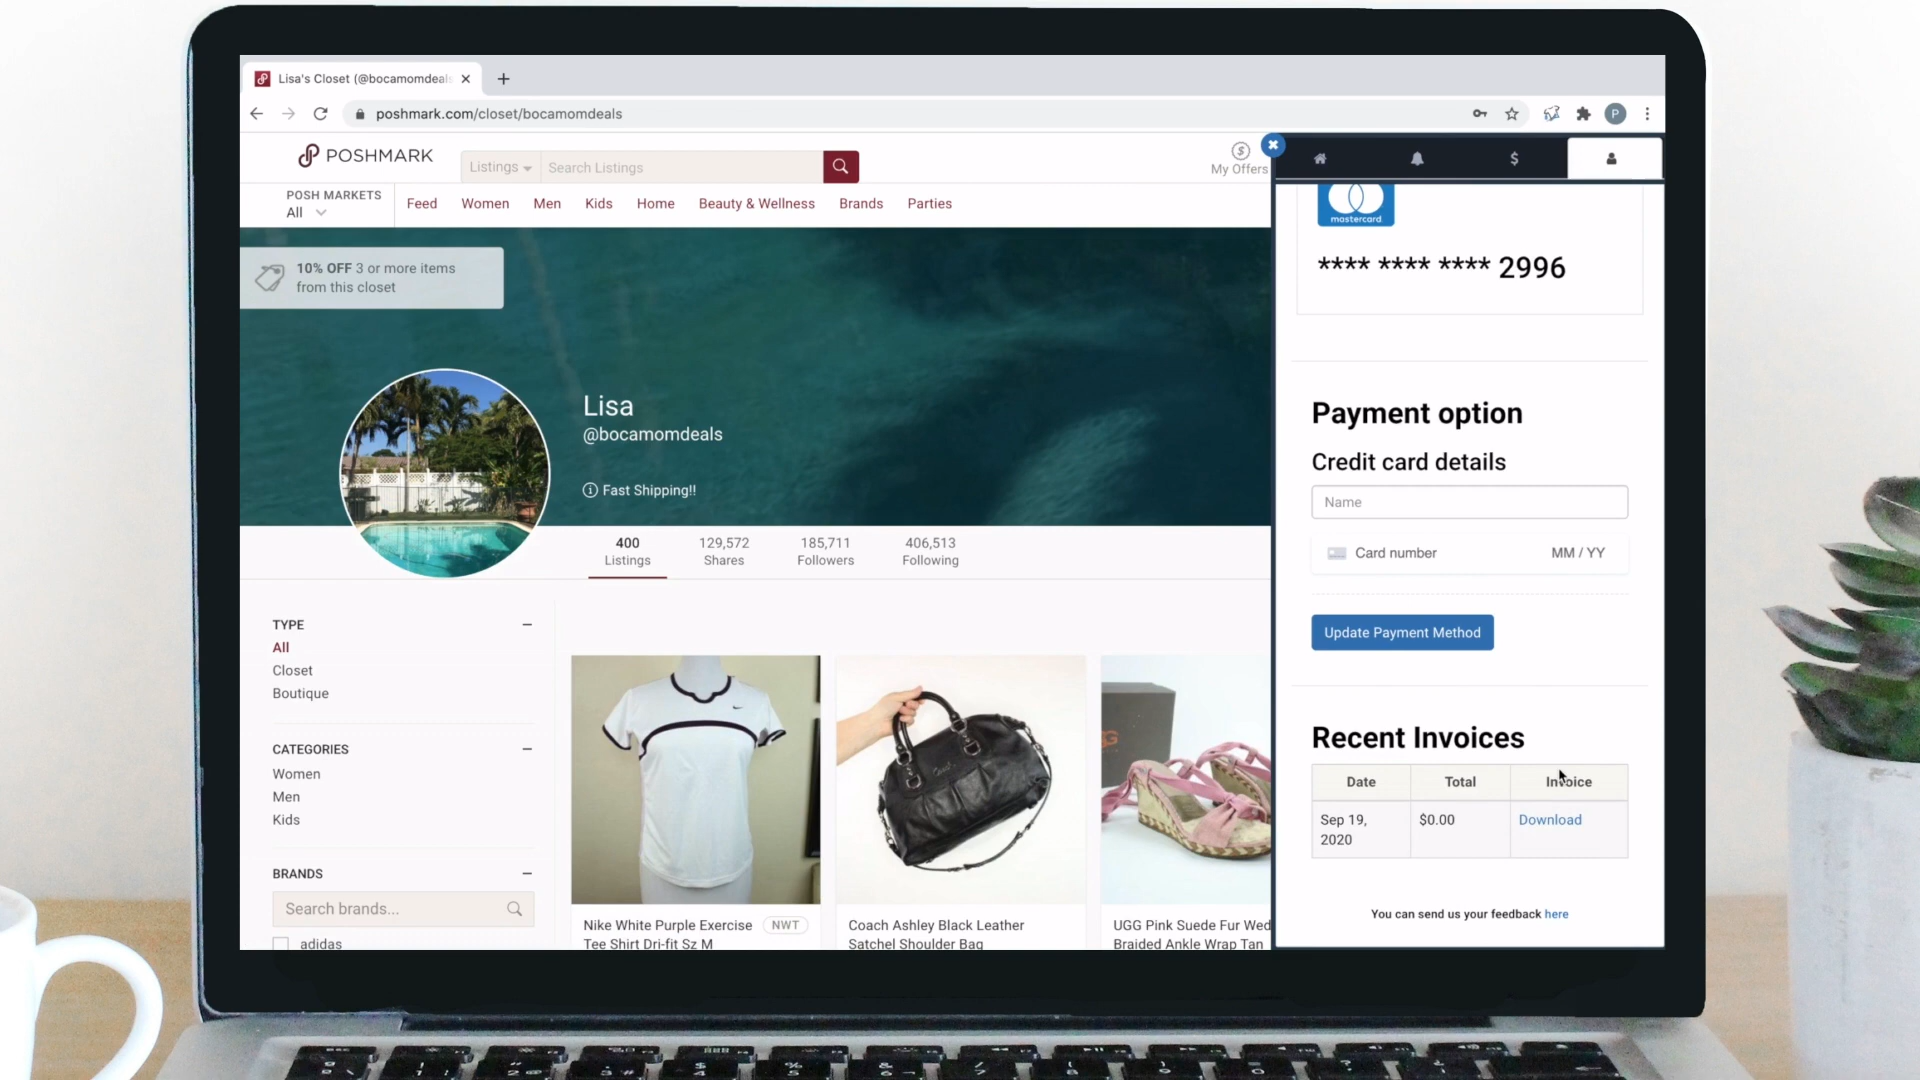 Lisa's Closet (@bocamomdeals
poshmark.com/closet/bocamomdeals
P
POSHMARK
Listings
Search Listings
$
My Offers
$
POSH MARKETS
All
Feed
Women
Men
Kids
Home
Beauty & Wellness
Brands
Parties
10% OFF 3 or more items
from this closet
Lisa
@bocamomdeals
Fast Shipping!!
400
Listings
129,572
Shares
185,711
Followers
406,513
Following
TYPE
All
Closet
Boutique
CATEGORIES
Women
Men
Kids
BRANDS
Search brands...
adidas
Nike White Purple Exercise
Tee Shirt Dri-fit Sz M
NWT
Coach Ashley Black Leather
Satchel Shoulder Bag
UGG Pink Suede Fur Wed
Braided Ankle Wrap Tan
mastercard
**** **** **** 2996
Payment option
Credit card details
Name
Card number
MM / YY
Update Payment Method
Recent Invoices
Date
Total
Invoice
Sep 19,
2020
$0.00
Download
You can send us your feedback here